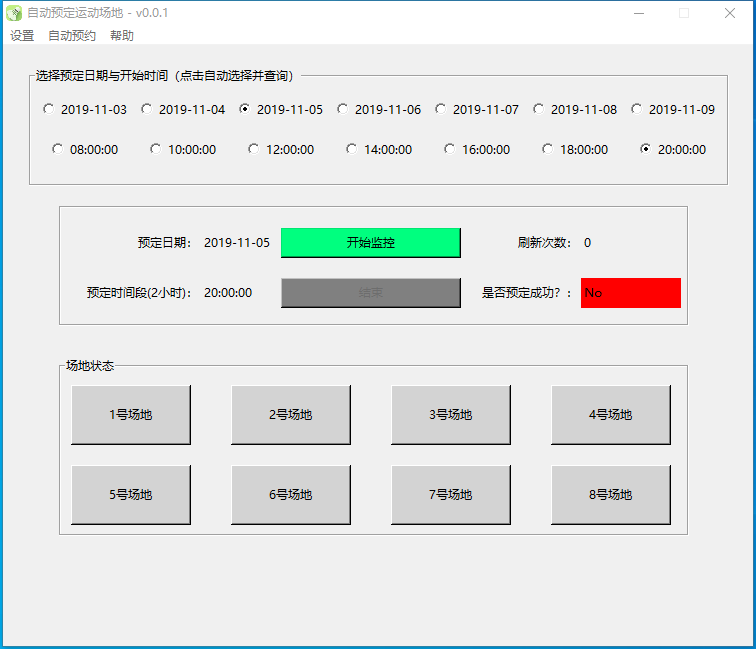 自动预定运动场地 - v0.0.1
设置 自动预约 帮助
选择预定日期与开始时间（点击自动选择并查询）
2019-11-03 2019-11-04 2019-11-05 2019-11-06 2019-11-07 2019-11-08 2019-11-09
08:00:00 10:00:00 12:00:00 14:00:00 16:00:00 18:00:00 20:00:00
预定日期： 2019-11-05 开始监控 刷新次数： 0
预定时间段(2小时)： 20:00:00 结束 是否预定成功?： No
场地状态
1号场地 2号场地 3号场地 4号场地
5号场地 6号场地 7号场地 8号场地